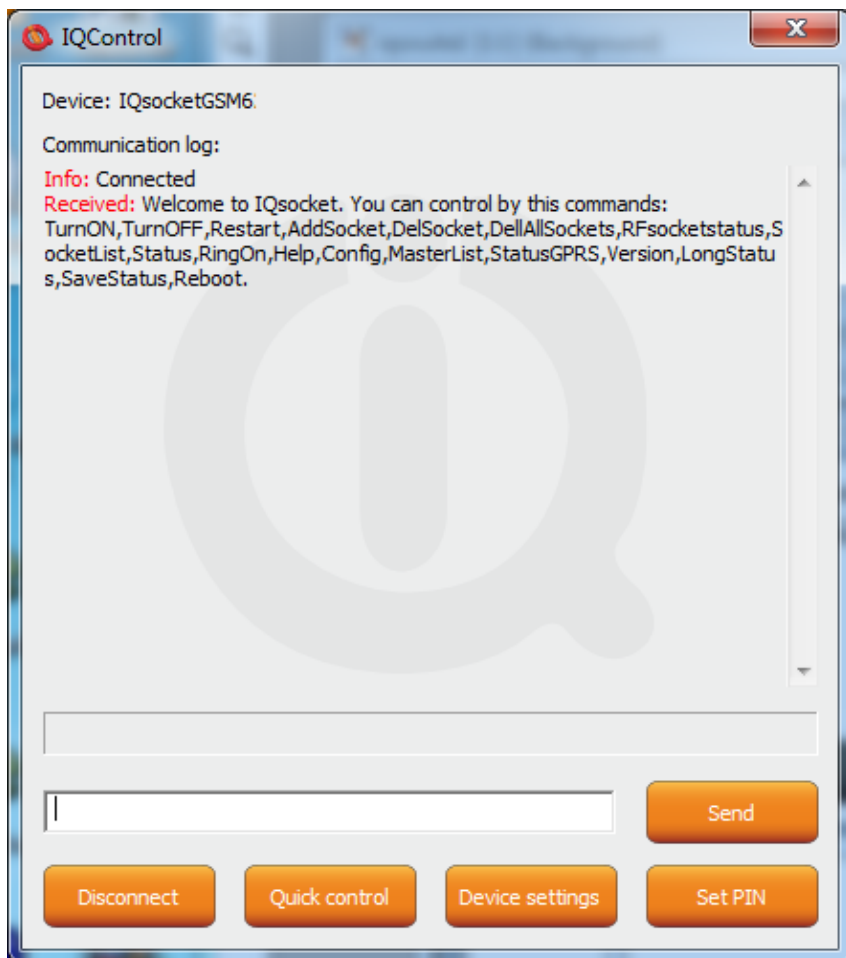 IQControl
Device: IQsocketGSM6
Communication log:
Info: Connected
Received: Welcome to IQsocket. You can control by this commands:
TurnON,TurnOFF,Restart,AddSocket,DelSocket,DellAllSockets,RFsocketstatus,S
ocketList,Status,RingOn,Help,Config,MasterList,StatusGPRS,Version,LongStatu
s,SaveStatus,Reboot.
Send
Disconnect
Quick control
Device settings
Set PIN